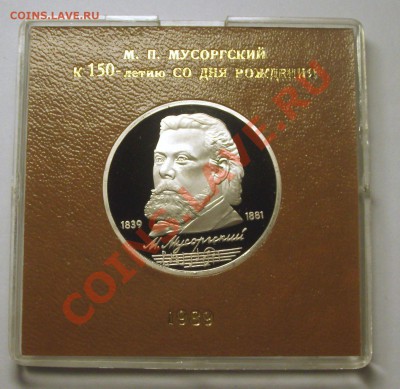 COINS.LAVE.RU
М. П. МУСОРГСКИЙ
К 150-летию СО ДНЯ РОЖДЕНИЯ
1839 1881
М. Мусоргский
1989
COINS.LAVE.RU